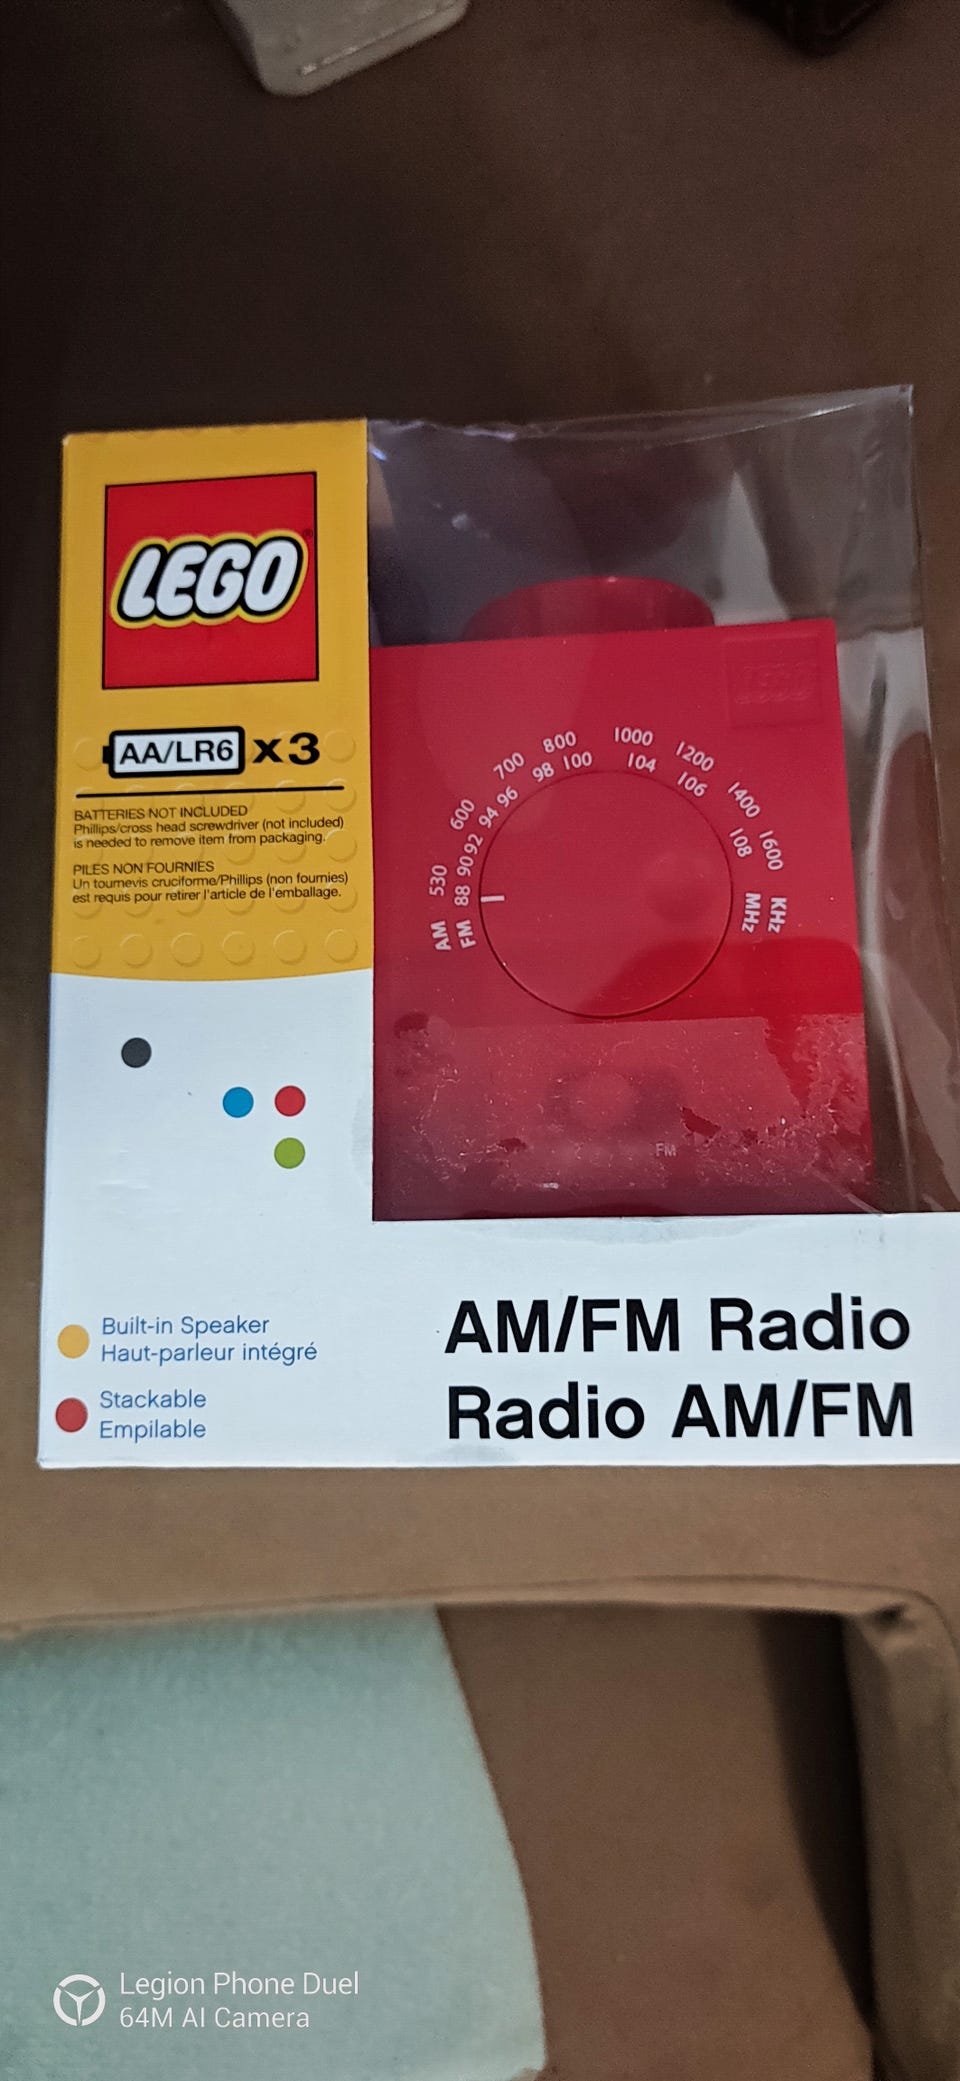 LEGO
AA/LR6 x3
BATTERIES NOT INCLUDED
Phillips/cross head screwdriver (not included)
is needed to remove item from packaging.
PILES NON FOURNIES
Un tournevis cruciforme/Phillips (non fournies)
est requis pour retirer l'article de l'emballage.
LEGO
AM 530 600 700 800 1000 1200 1400 1600 KHz
FM 88 90 92 94 96 98 100 104 106 108 MHz
FM
Built-in Speaker
Haut-parleur intégré
Stackable
Empilable
AM/FM Radio
Radio AM/FM
Legion Phone Duel
64M AI Camera